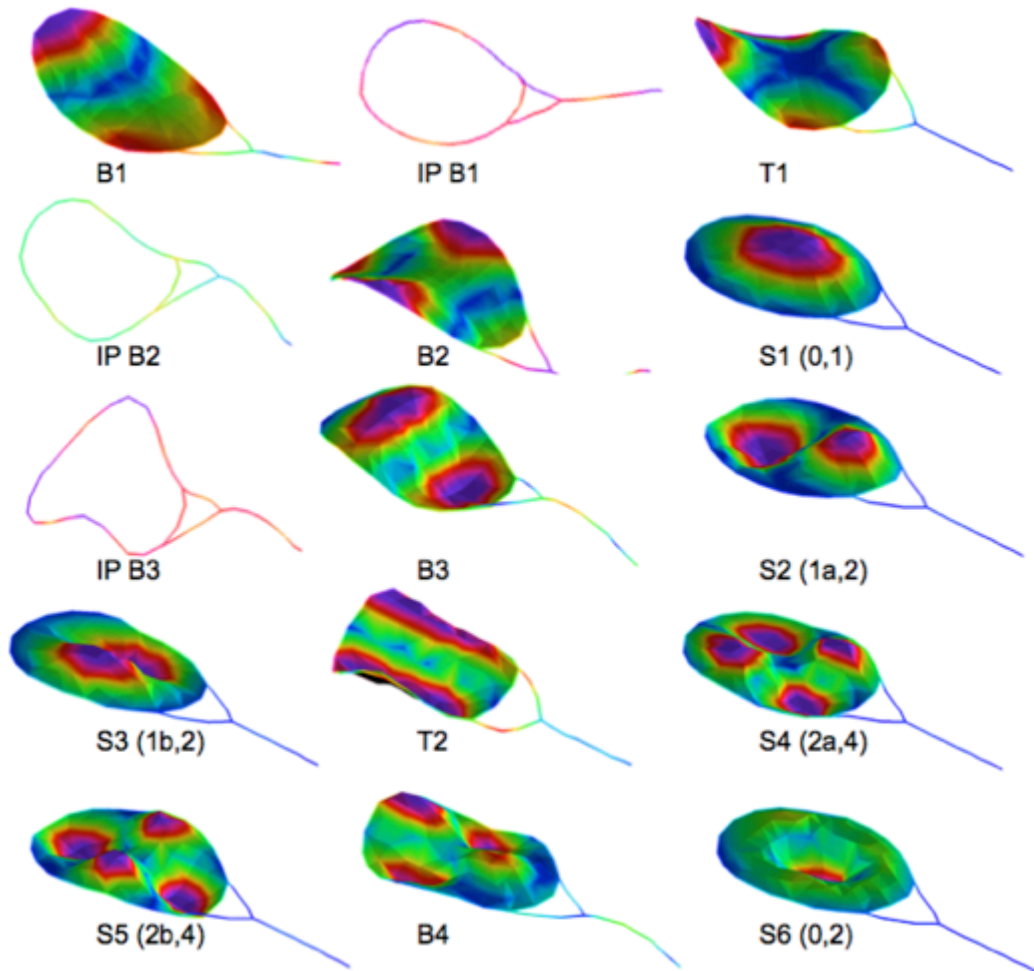 B1
IP B1
T1
IP B2
B2
S1 (0,1)
IP B3
B3
S2 (1a,2)
S3 (1b,2)
T2
S4 (2a,4)
S5 (2b,4)
B4
S6 (0,2)